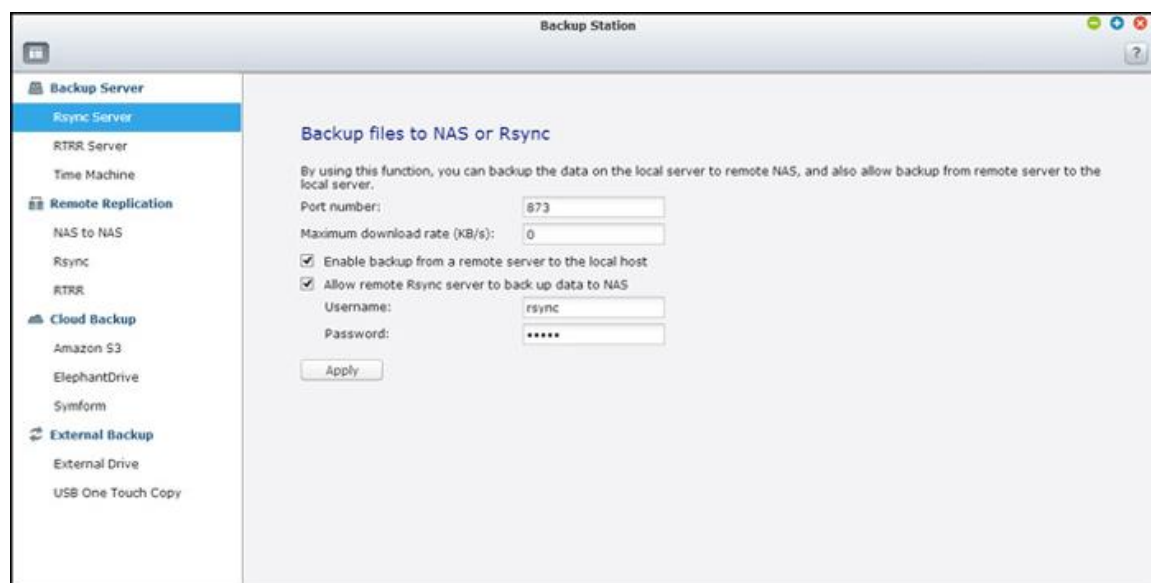 Backup Station
?
Backup Server
Rsync Server
RTRR Server
Time Machine
Remote Replication
NAS to NAS
Rsync
RTRR
Cloud Backup
Amazon S3
ElephantDrive
Symform
External Backup
External Drive
USB One Touch Copy
Backup files to NAS or Rsync
By using this function, you can backup the data on the local server to remote NAS, and also allow backup from remote server to the
local server.
Port number: 873
Maximum download rate (KB/s): 0
Enable backup from a remote server to the local host
Allow remote Rsync server to back up data to NAS
Username: rsync
Password: •••••
Apply